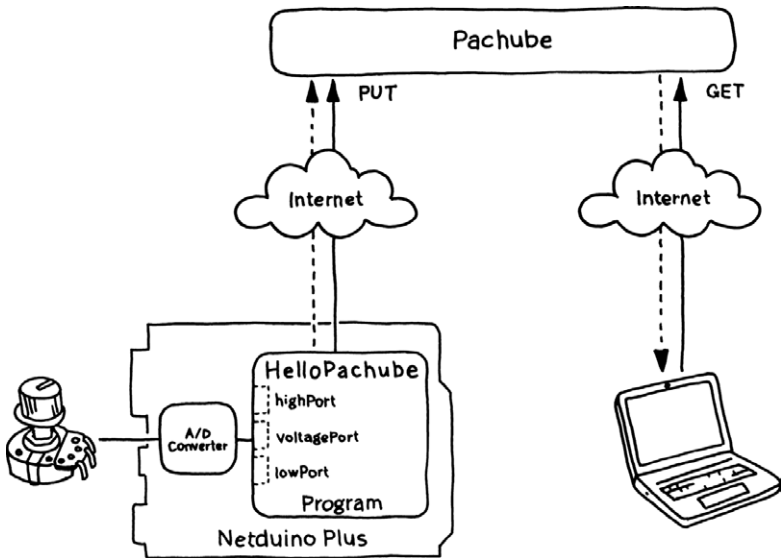 Pachube
PUT
GET
Internet
Internet
HelloPachube
highPort
A/D
Converter
voltagePort
lowPort
Program
Netduino Plus